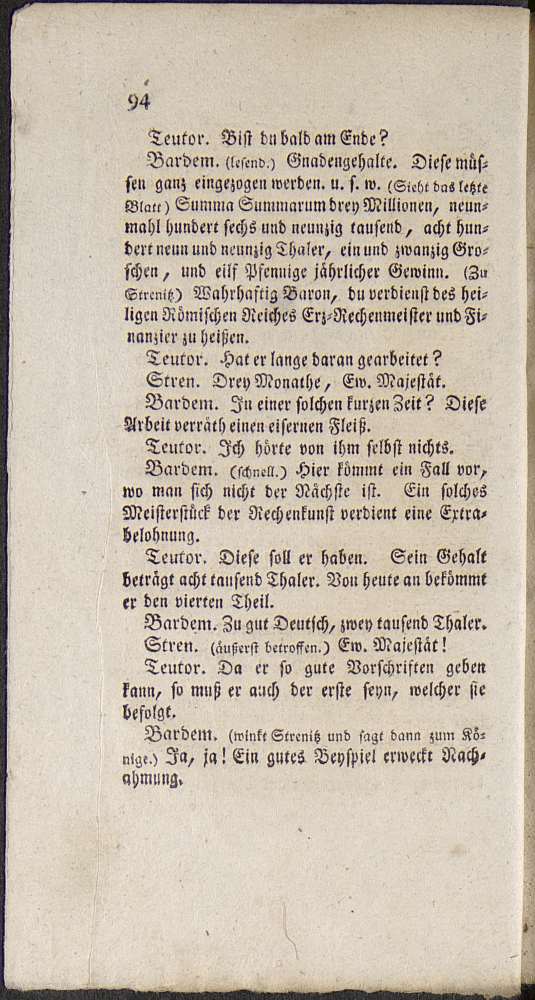 94
Teutor. Bist du bald am Ende?
Bardem. (lesend.) Gnadengehalte. Diese müs-
sen ganz eingezogen werden. u. s. w. (Sieht das letzte
Blatt) Summa Summarum drey Millionen, neun-
mahl hundert sechs und neunzig tausend, acht hun-
dert neun und neunzig Thaler, ein und zwanzig Gro-
schen, und eilf Pfennige jährlicher Gewinn. (Zu
Strenitz) Wahrhaftig Baron, du verdienst des hei-
ligen Römischen Reiches Erz-Rechenmeister und Fi-
nanzier zu heißen.
Teutor. Hat er lange daran gearbeitet?
Stren. Drey Monathe, Ew. Majestät.
Bardem. In einer solchen kurzen Zeit? Diese
Arbeit verräth einen eisernen Fleiß.
Teutor. Ich hörte von ihm selbst nichts.
Bardem. (schnell.) Hier kömmt ein Fall vor,
wo man sich nicht der Nächste ist. Ein solches
Meisterstück der Rechenkunst verdient eine Extra-
belohnung.
Teutor. Diese soll er haben. Sein Gehalt
beträgt acht tausend Thaler. Von heute an bekömmt
er den vierten Theil.
Bardem. Zu gut Deutsch, zwey tausend Thaler.
Stren. (äußerst betroffen.) Ew. Majestät!
Teutor. Da er so gute Vorschriften geben
kann, so muß er auch der erste seyn, welcher sie
befolgt.
Bardem. (winkt Strenitz und sagt dann zum Kö-
nige.) Ja, ja! Ein gutes Beyspiel erweckt Nach-
ahmung.